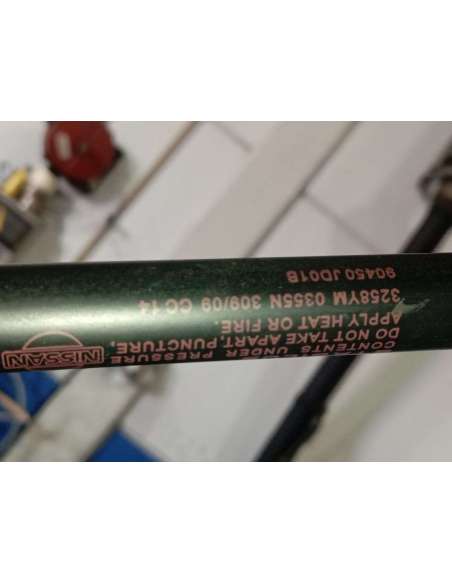 NISSAN
CONTENTS UNDER PRESSURE
DO NOT TAKE APART, PUNCTURE,
APPLY HEAT OR FIRE.
3258YM 0355N 309/09 CC 14
90450 JD01B